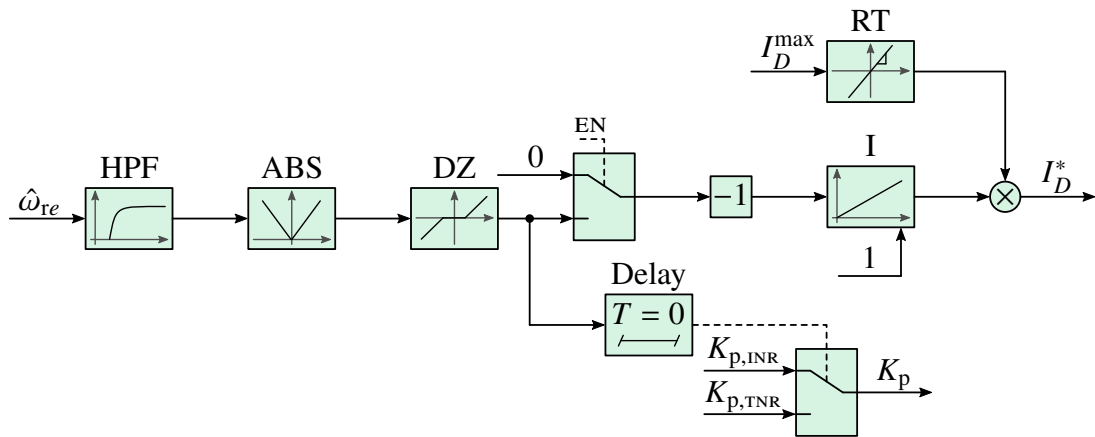 RT
I_D^max
EN
HPF
ABS
DZ
0
I
ω̂_re
−1
I_D^*
1
Delay
T = 0
K_p,INR
K_p
K_p,TNR